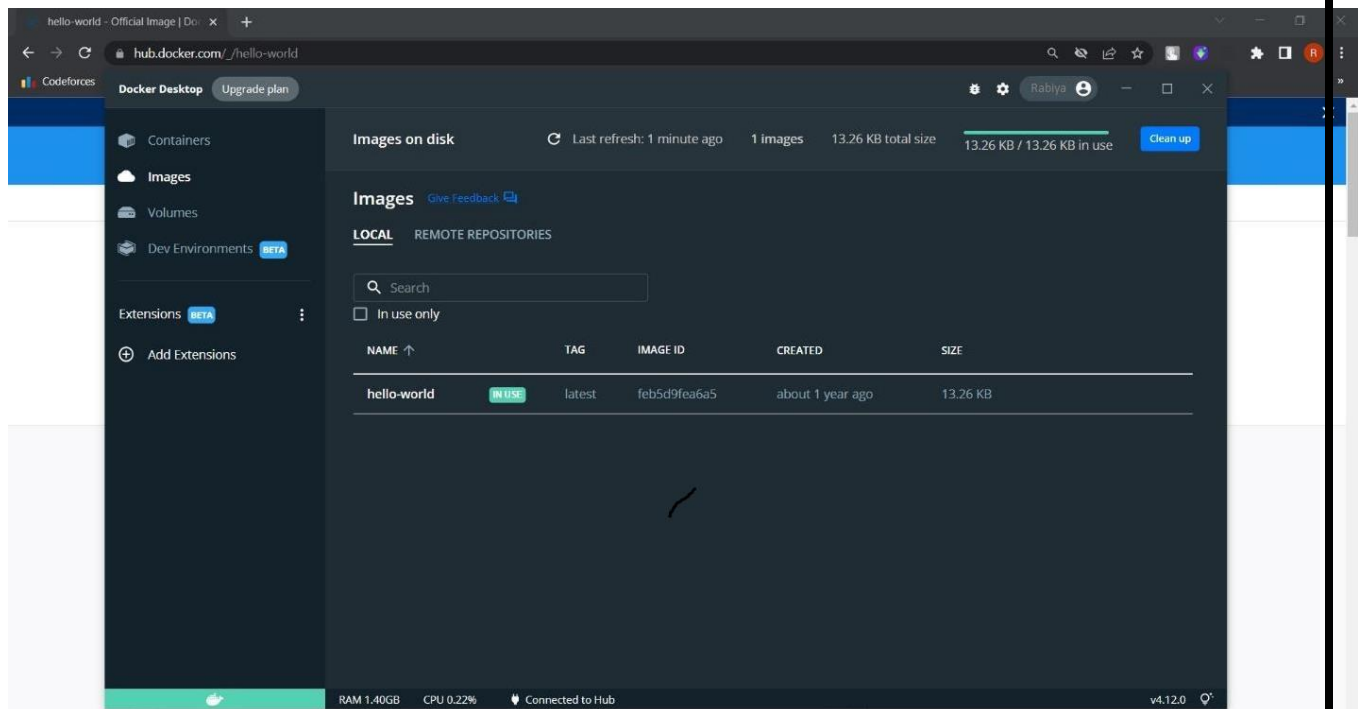 hello-world - Official Image | Do
hub.docker.com/_/hello-world
R
Codeforces
»
Docker Desktop Upgrade plan
Rabiya
Containers
Images
Volumes
Dev Environments BETA
Extensions BETA
Add Extensions
Images on disk Last refresh: 1 minute ago 1 images 13.26 KB total size 13.26 KB / 13.26 KB in use Clean up
Images Give Feedback
LOCAL REMOTE REPOSITORIES
Search
In use only
NAME TAG IMAGE ID CREATED SIZE
hello-world IN USE latest feb5d9fea6a5 about 1 year ago 13.26 KB
RAM 1.40GB CPU 0.22% Connected to Hub v4.12.0